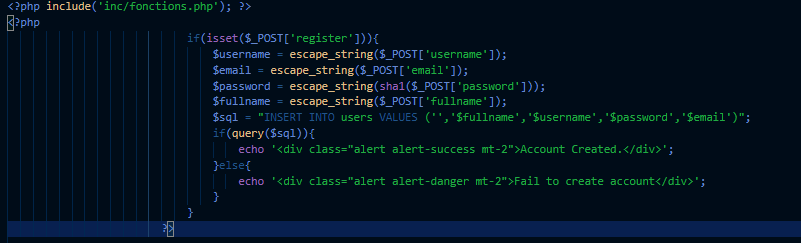 <?php include('inc/fonctions.php'); ?>
<?php
if(isset($_POST['register'])){
$username = escape_string($_POST['username']);
$email = escape_string($_POST['email']);
$password = escape_string(sha1($_POST['password']));
$fullname = escape_string($_POST['fullname']);
$sql = "INSERT INTO users VALUES ('','$fullname','$username','$password','$email')";
if(query($sql)){
echo '<div class="alert alert-success mt-2">Account Created.</div>';
}else{
echo '<div class="alert alert-danger mt-2">Fail to create account</div>';
}
}
?>